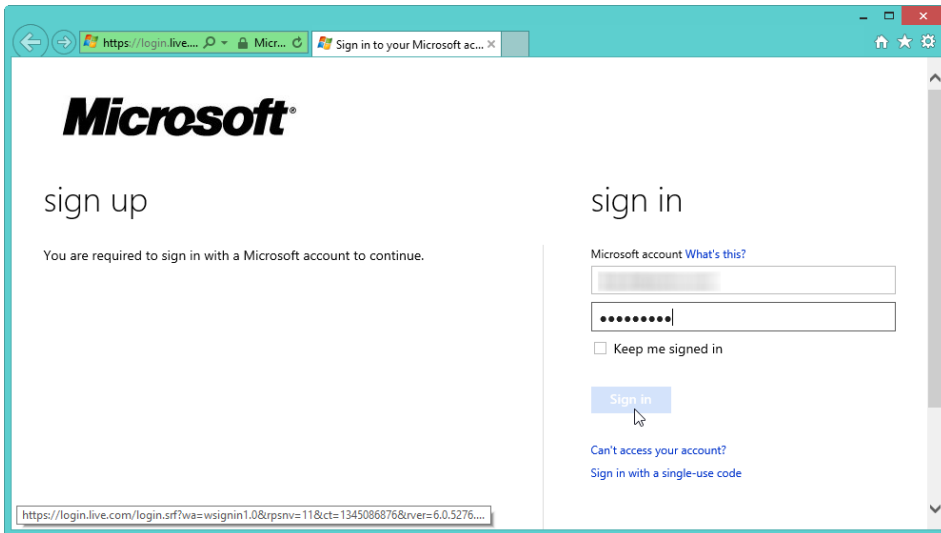 https://login.live.... Micr... Sign in to your Microsoft ac...
Microsoft®
sign up
sign in
You are required to sign in with a Microsoft account to continue.
Microsoft account What's this?
Keep me signed in
Sign in
Can't access your account?
Sign in with a single-use code
https://login.live.com/login.srf?wa=wsignin1.0&rpsnv=11&ct=1345086876&rver=6.0.5276....